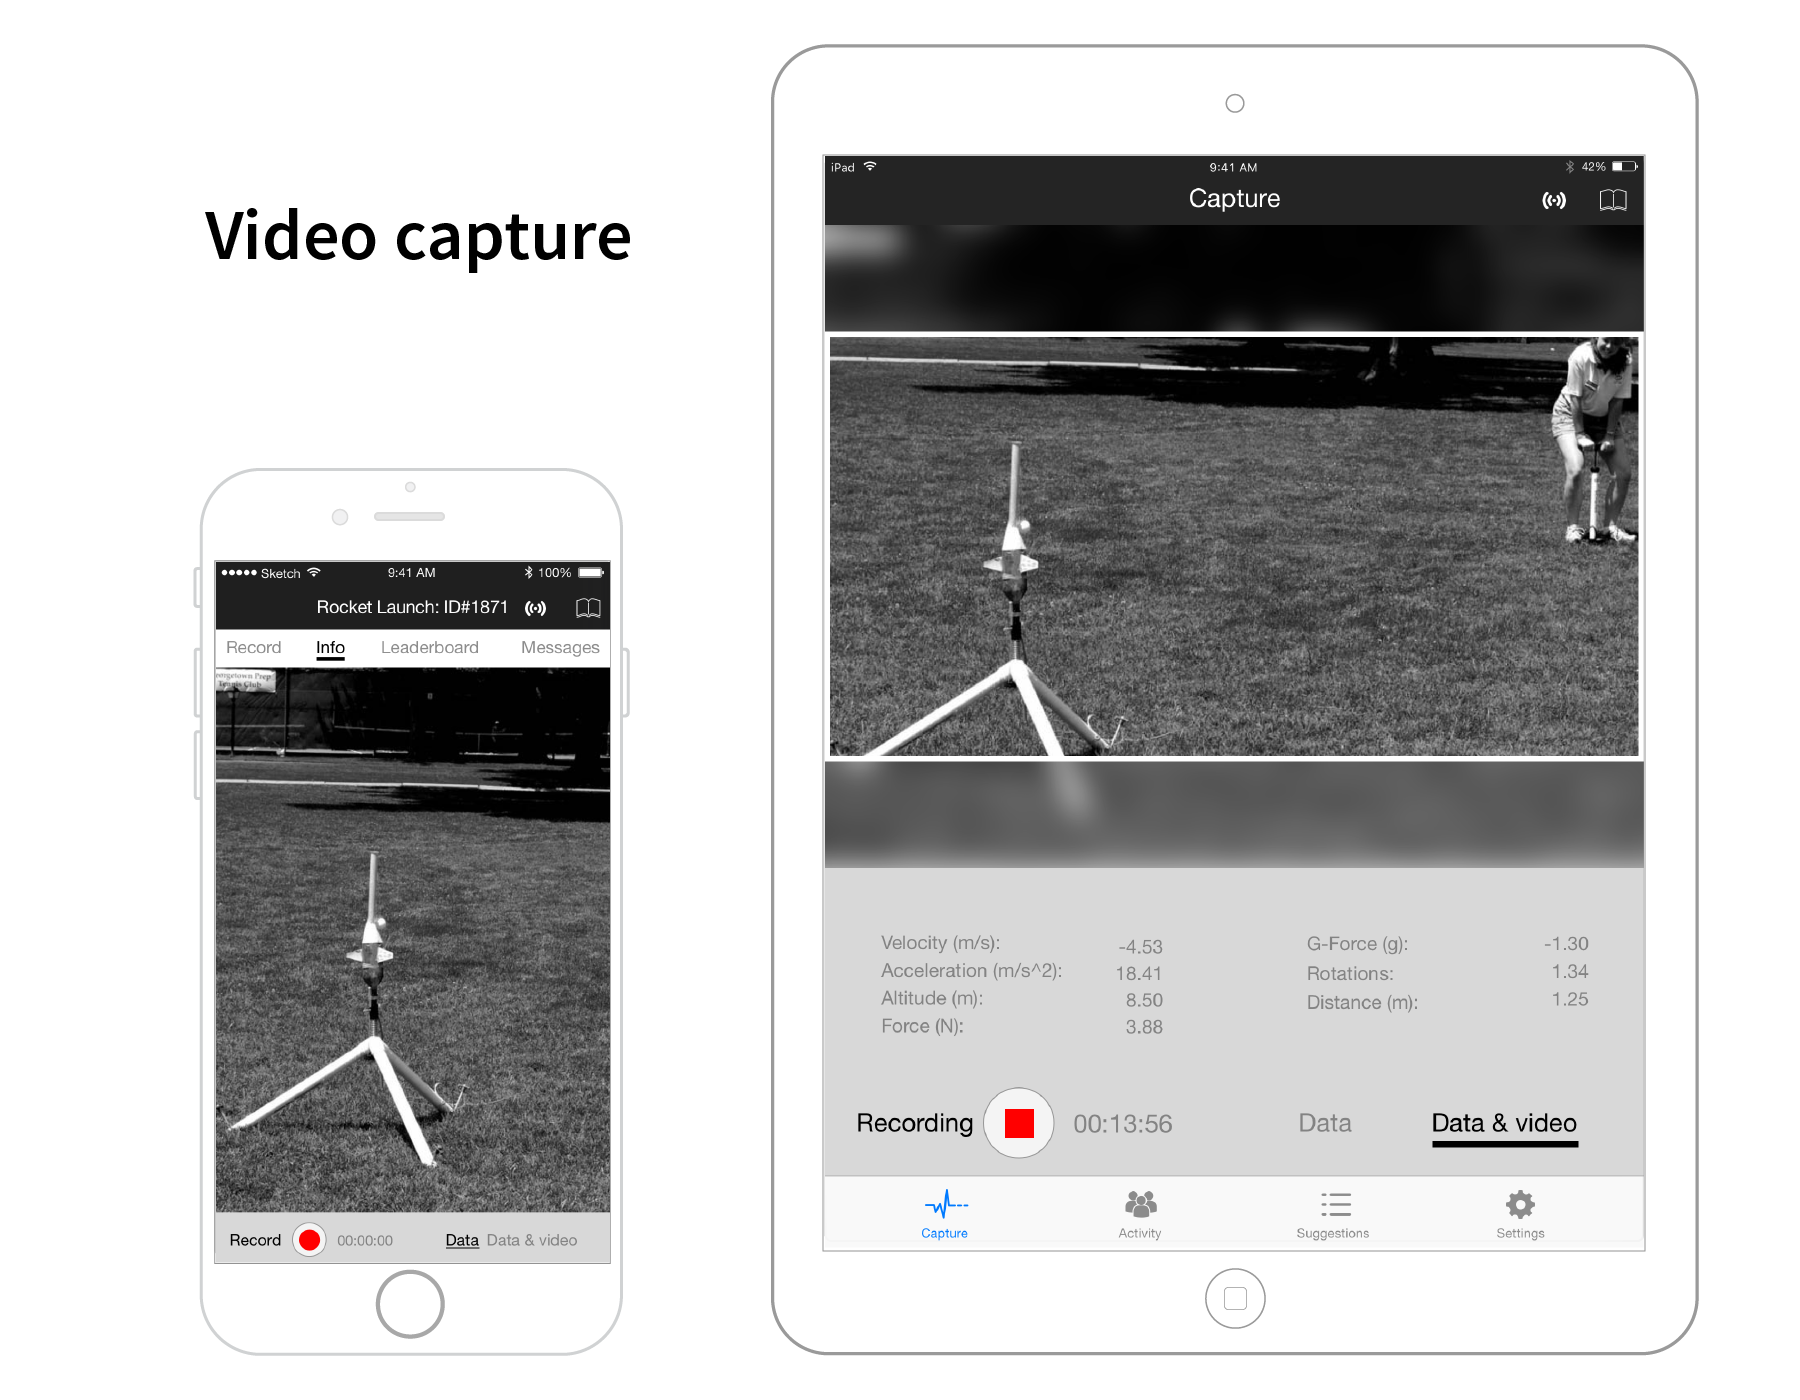 Video capture
Sketch 9:41 AM 100%
Rocket Launch: ID#1871
Record Info Leaderboard Messages
Prep
Tennis Club
Record 00:00:00 Data Data & video
iPad 9:41 AM 42%
Capture
Velocity (m/s): -4.53
Acceleration (m/s^2): 18.41
Altitude (m): 8.50
Force (N): 3.88
G-Force (g): -1.30
Rotations: 1.34
Distance (m): 1.25
Recording 00:13:56 Data Data & video
Capture Activity Suggestions Settings